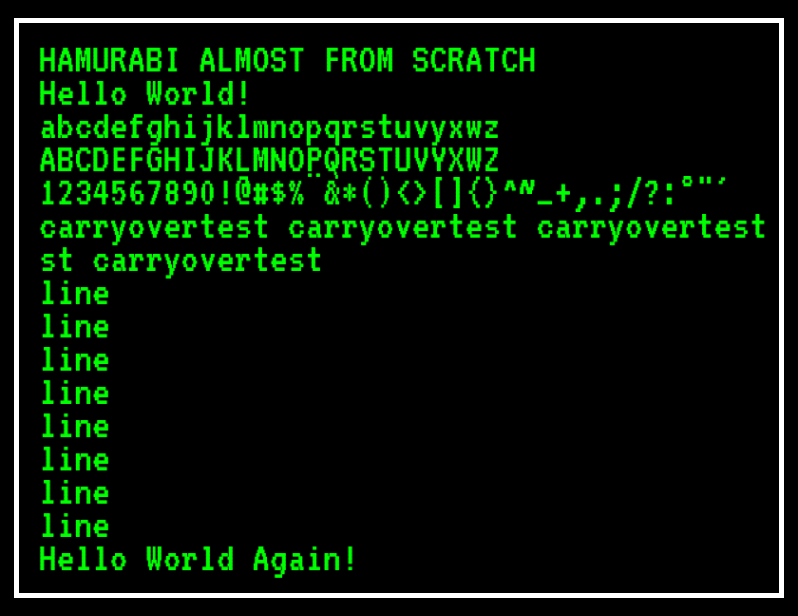 HAMURABI ALMOST FROM SCRATCH
Hello World!
abcdefghijklmnopqrstuvyxwz
ABCDEFGHIJKLMNOPQRSTUVYXWZ
1234567890!@#$%¨&*()<>[]{}^~_+,.;/?:°"´
carryovertest carryovertest carryovertest
st carryovertest
line
line
line
line
line
line
line
line
Hello World Again!